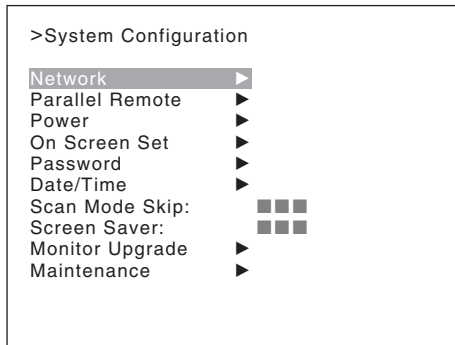 >System Configuration
Network ►
Parallel Remote ►
Power ►
On Screen Set ►
Password ►
Date/Time ►
Scan Mode Skip: ■■■
Screen Saver: ■■■
Monitor Upgrade ►
Maintenance ►